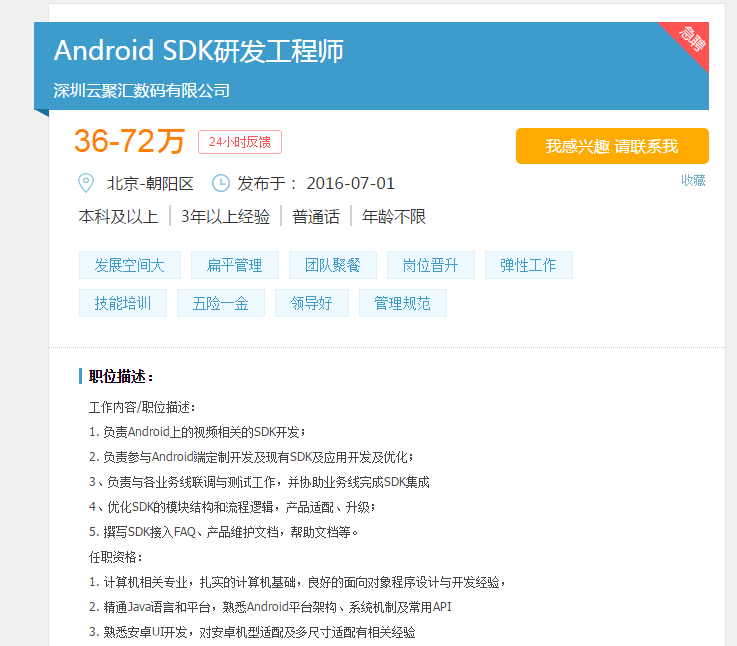 Android SDK研发工程师
急聘
深圳云聚汇数码有限公司
36-72万 24小时反馈
我感兴趣 请联系我
北京-朝阳区 发布于： 2016-07-01
收藏
本科及以上 3年以上经验 普通话 年龄不限
发展空间大 扁平管理 团队聚餐 岗位晋升 弹性工作
技能培训 五险一金 领导好 管理规范
职位描述：
工作内容/职位描述：
1. 负责Android上的视频相关的SDK开发；
2. 负责参与Android端定制开发及现有SDK及应用开发及优化；
3、负责与各业务线联调与测试工作，并协助业务线完成SDK集成
4、优化SDK的模块结构和流程逻辑，产品适配、升级；
5. 撰写SDK接入FAQ、产品维护文档，帮助文档等。
任职资格：
1. 计算机相关专业，扎实的计算机基础，良好的面向对象程序设计与开发经验，
2. 精通Java语言和平台，熟悉Android平台架构、系统机制及常用API
3. 熟悉安卓UI开发，对安卓机型适配及多尺寸适配有相关经验